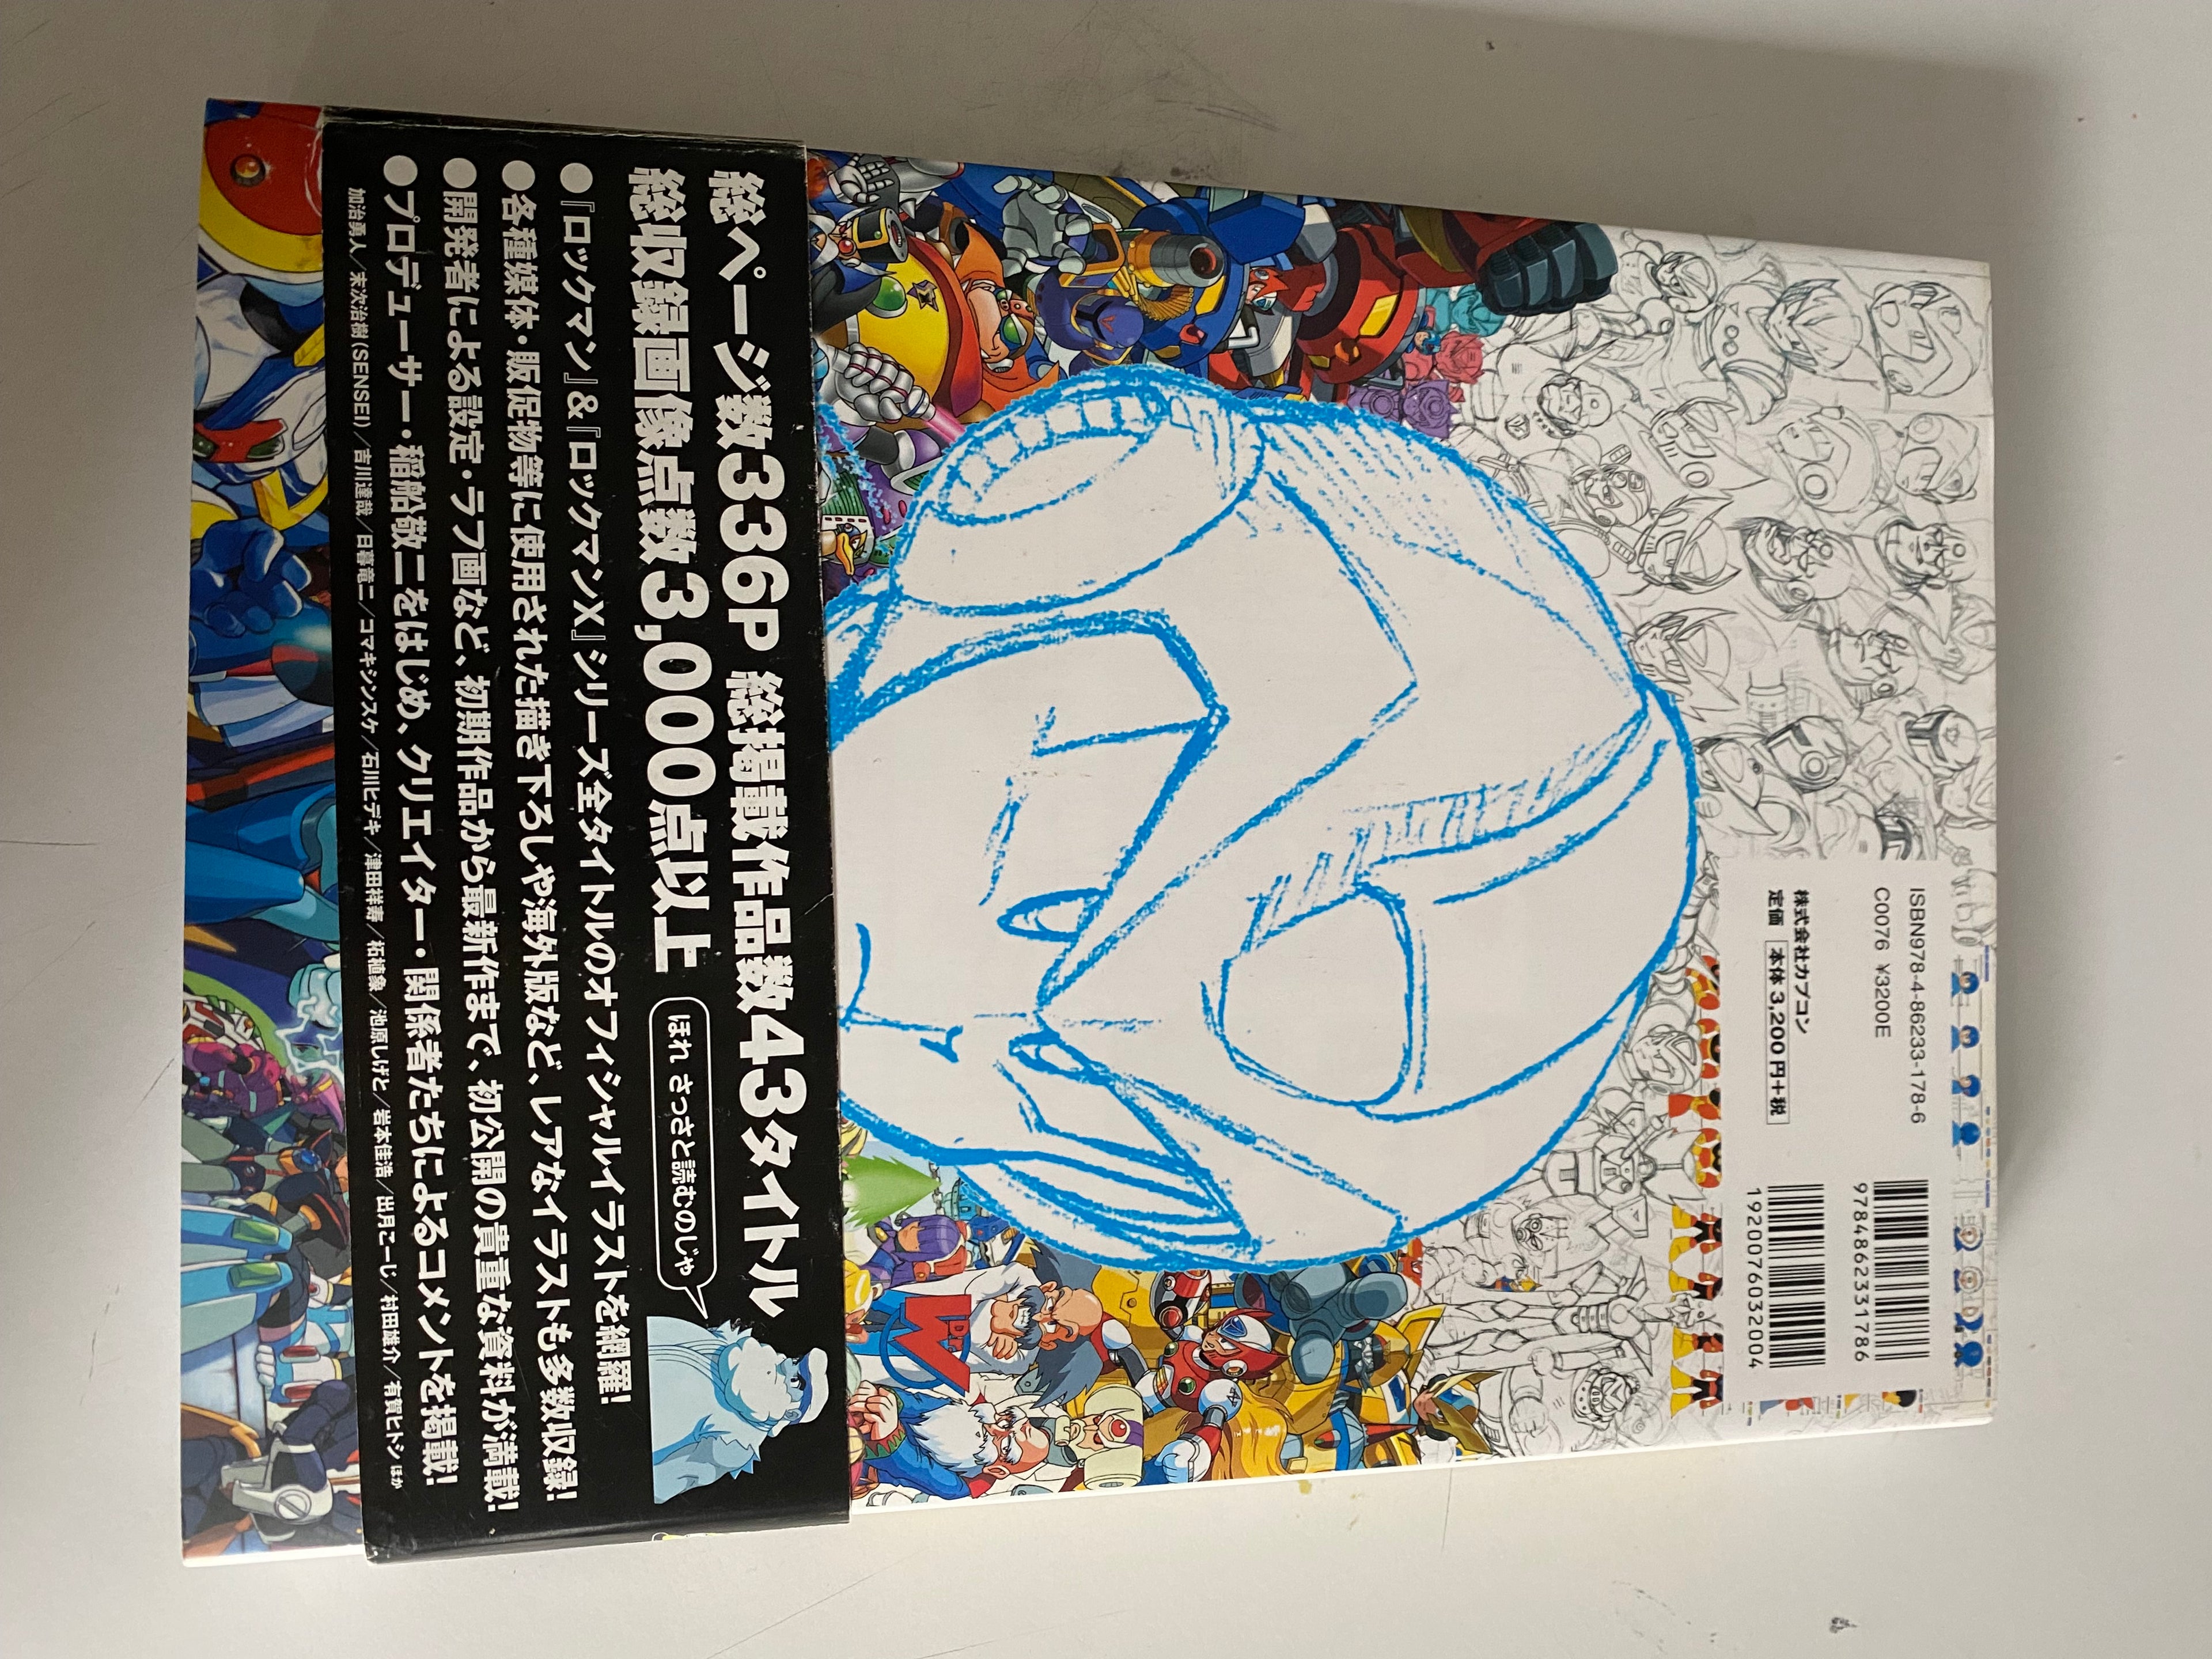 ISBN978-4-86233-178-6
C0076 ¥3200E
株式会社カプコン
定価 本体3,200円+税
9784862331786
1920076032004
総ページ数336P 総掲載作品数43タイトル
総収録画像点数3,000点以上
ほれ さっさと読むのじゃ
●『ロックマン』&『ロックマンX』シリーズ全タイトルのオフィシャルイラストを網羅!
●各種媒体・販促物等に使用された描き下ろしや海外版など、レアなイラストも多数収録!
●開発者による設定・ラフ画など、初期作品から最新作まで、初公開の貴重な資料が満載!
●プロデューサー・稲船敬二をはじめ、クリエイター・関係者たちによるコメントを掲載!
加治勇人/末次治樹(SENSEI)/吉川達哉/日暮竜二/コマキシンスケ/石川ヒデキ/津田祥寿/拓植象/池原しげと/岩本佳浩/出月こーじ/村田雄介/有賀ヒトシ ほか